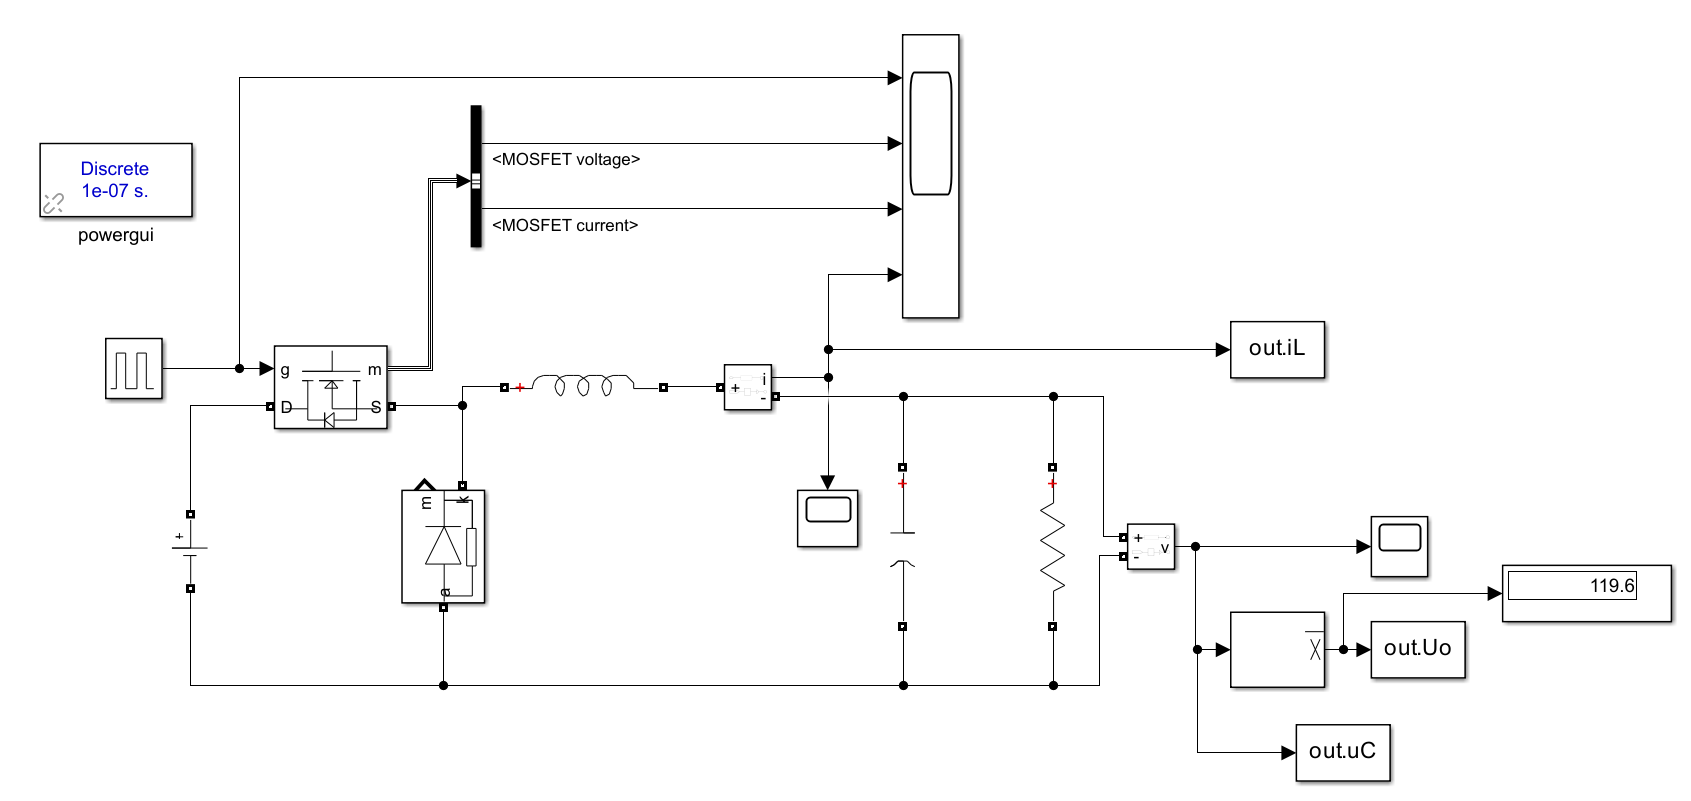 <MOSFET voltage>
Discrete
1e-07 s.
<MOSFET current>
powergui
out.iL
g
m
i
+
-
D
S
+
+
m
k
+
+
+
-
v
119.6
a
x
out.Uo
out.uC